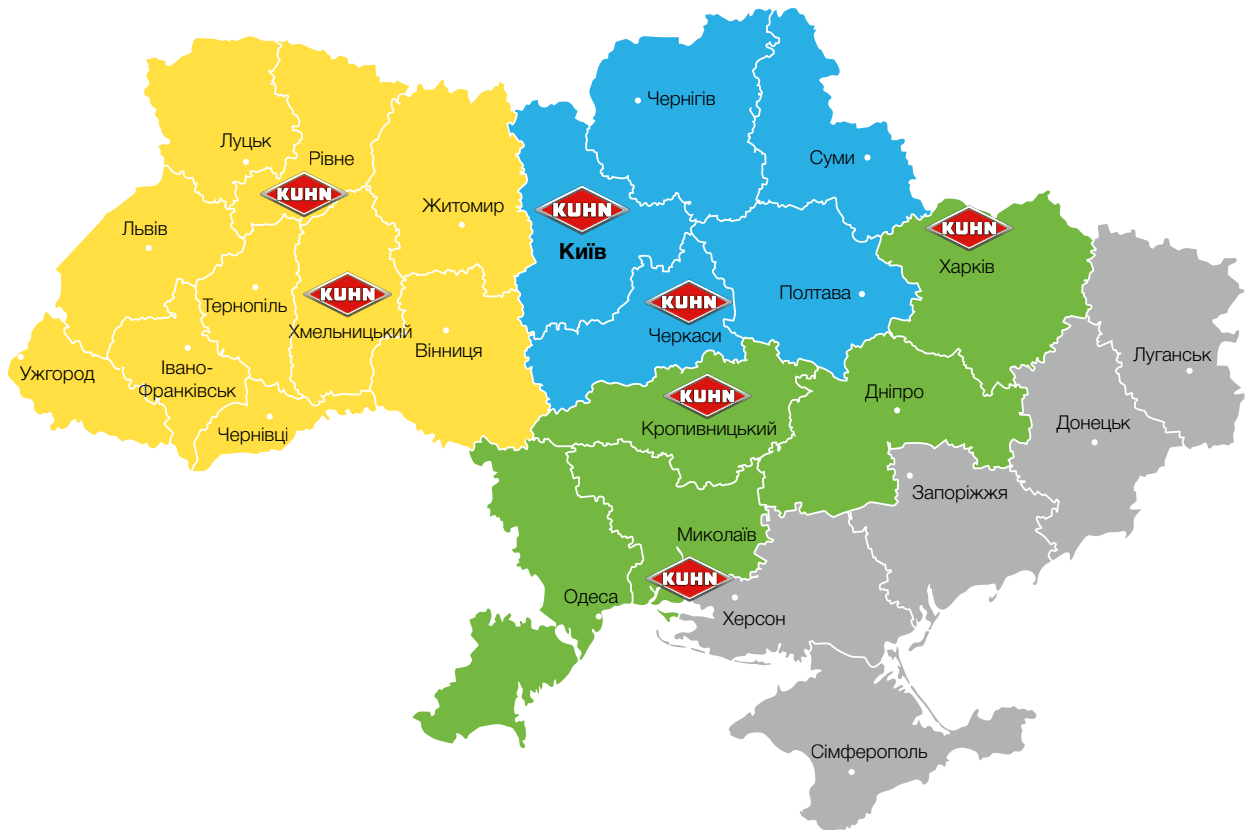 Чернігів
Луцьк
Рівне
Суми
KUHN
Житомир
KUHN
Львів
Київ
KUHN
Харків
Тернопіль
KUHN
Хмельницький
Полтава
KUHN
Черкаси
Вінниця
Луганськ
Ужгород
Івано-
Франківськ
Дніпро
KUHN
Кропивницький
Донецьк
Чернівці
Запоріжжя
Миколаїв
KUHN
Одеса
Херсон
Сімферополь